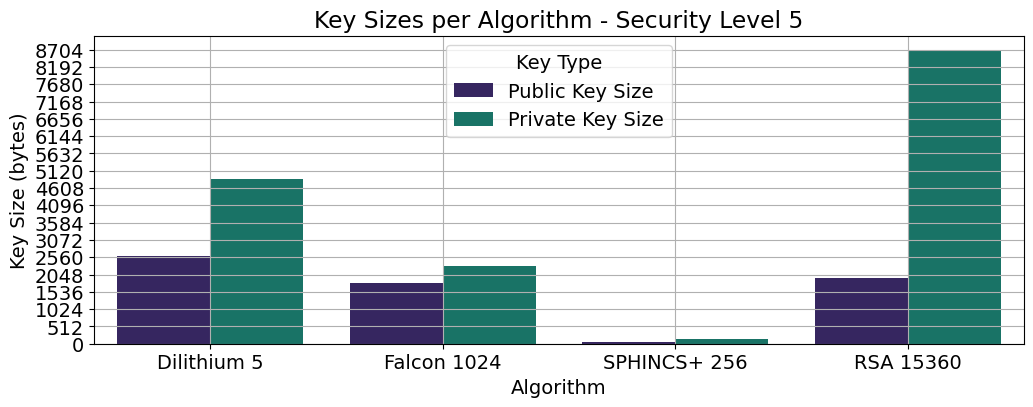 Key Sizes per Algorithm - Security Level 5
Key Type
Public Key Size
Private Key Size
Key Size (bytes)
8704
8192
7680
7168
6656
6144
5632
5120
4608
4096
3584
3072
2560
2048
1536
1024
512
0
Dilithium 5
Falcon 1024
SPHINCS+ 256
RSA 15360
Algorithm